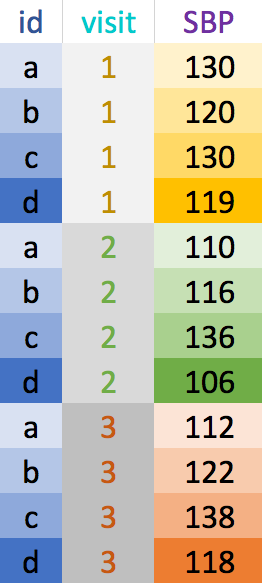 id visit SBP
a 1 130
b 1 120
c 1 130
d 1 119
a 2 110
b 2 116
c 2 136
d 2 106
a 3 112
b 3 122
c 3 138
d 3 118